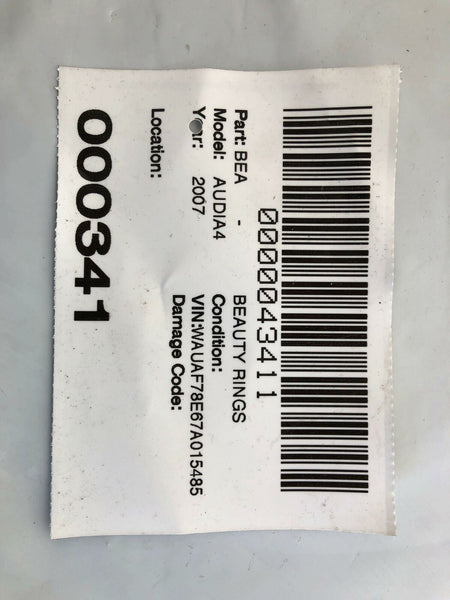 0000043411
Part: BEA - BEAUTY RINGS
Model: AUDIA4 Condition:
Year: 2007 VIN:WAUAF78E67A015485
Damage Code:
Location:
000341